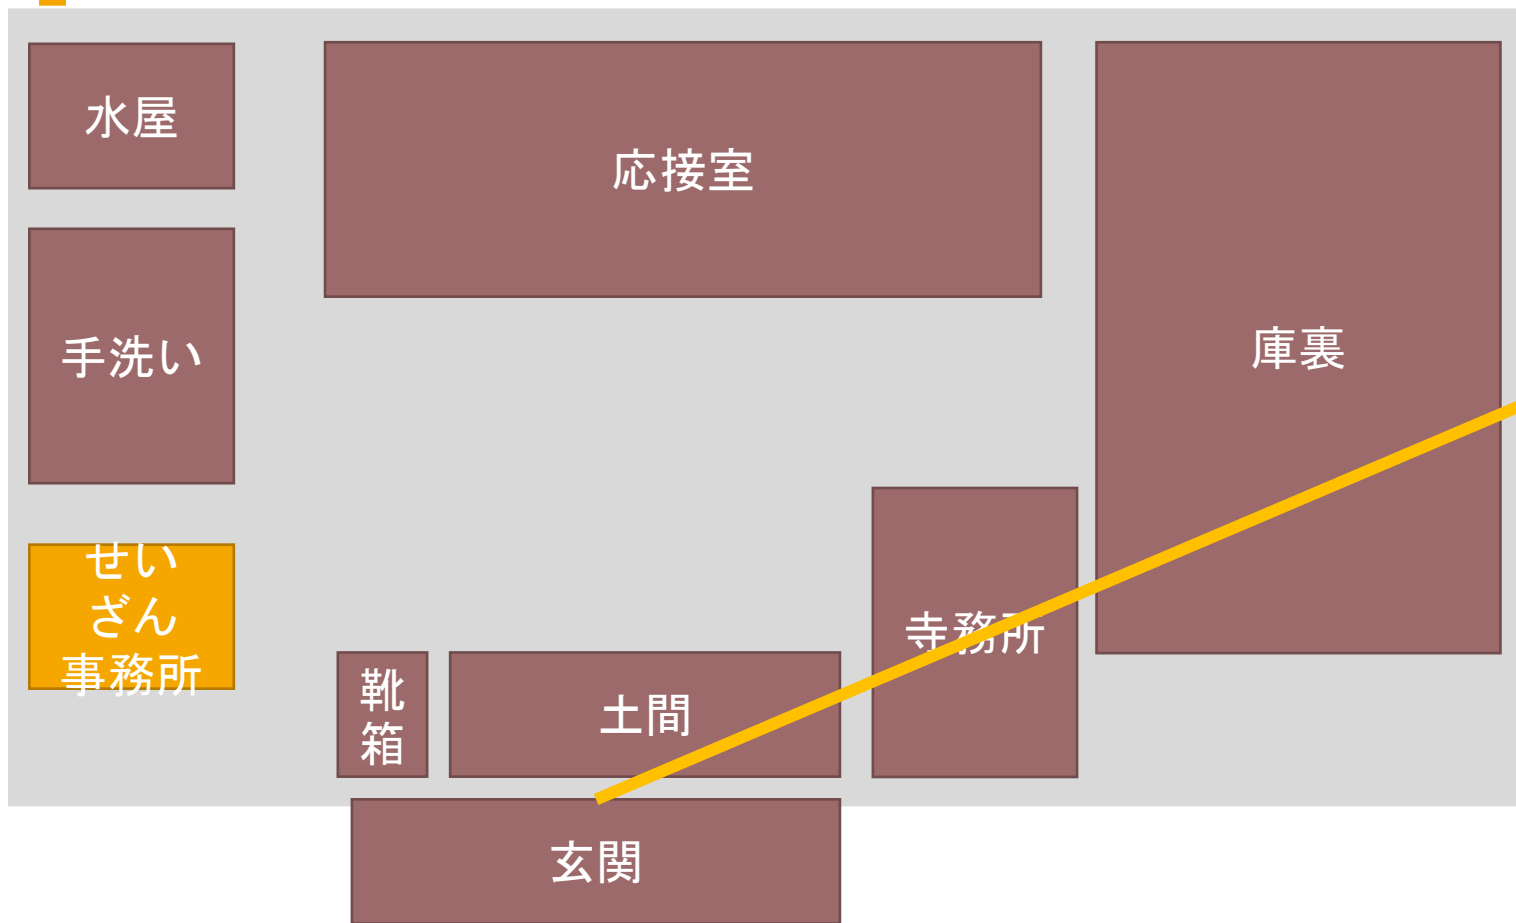 水屋
応接室
庫裏
手洗い
せい
ざん
事務所
寺務所
靴
箱
土間
玄関